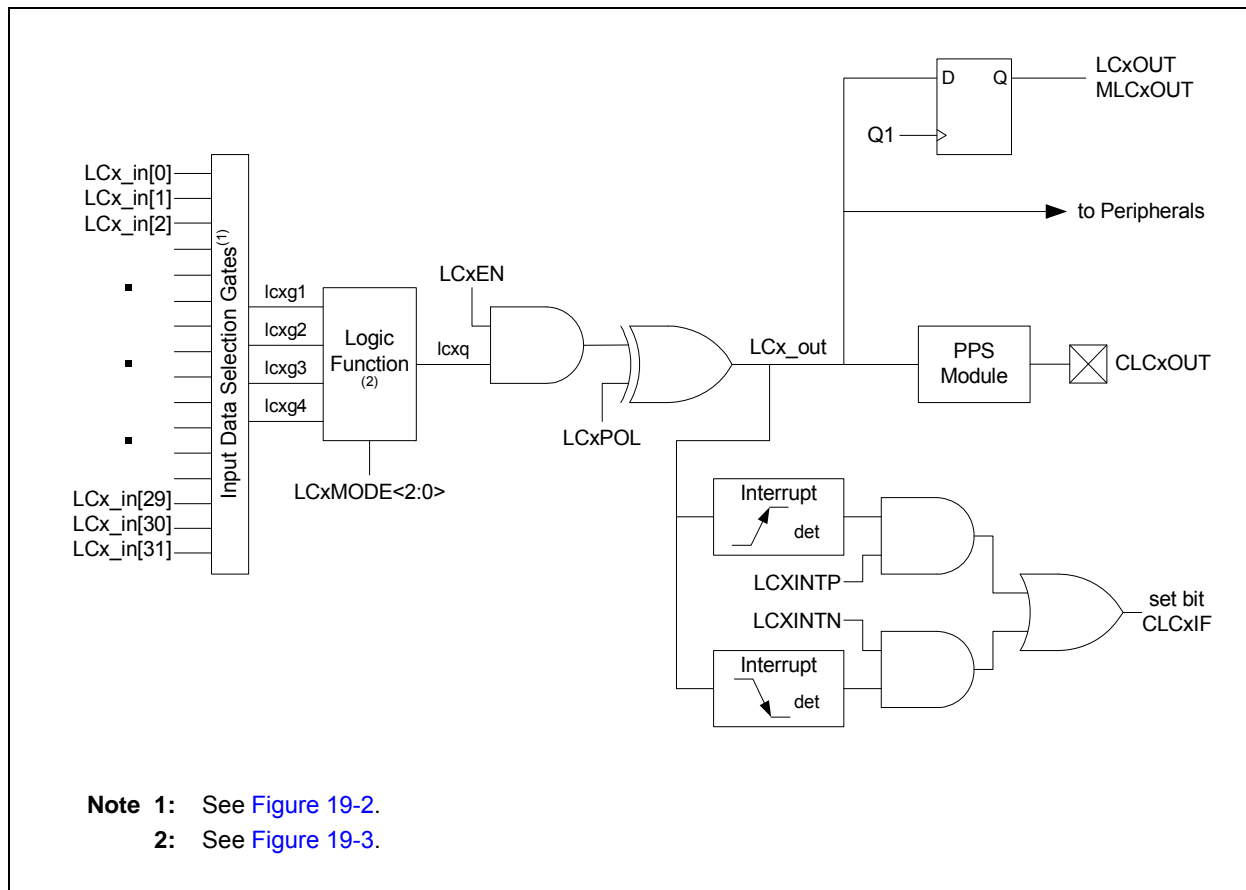 LCxOUT
MLCxOUT
D Q
Q1
to Peripherals
LCx_in[0]
LCx_in[1]
LCx_in[2]
LCx_in[29]
LCx_in[30]
LCx_in[31]
Input Data Selection Gates(1)
lcxg1
lcxg2
lcxg3
lcxg4
Logic
Function
(2)
LCxMODE<2:0>
lcxq
LCxEN
LCxPOL
LCx_out
PPS
Module
CLCxOUT
Interrupt
det
LCXINTP
LCXINTN
Interrupt
det
set bit
CLCxIF
Note 1: See Figure 19-2.
2: See Figure 19-3.